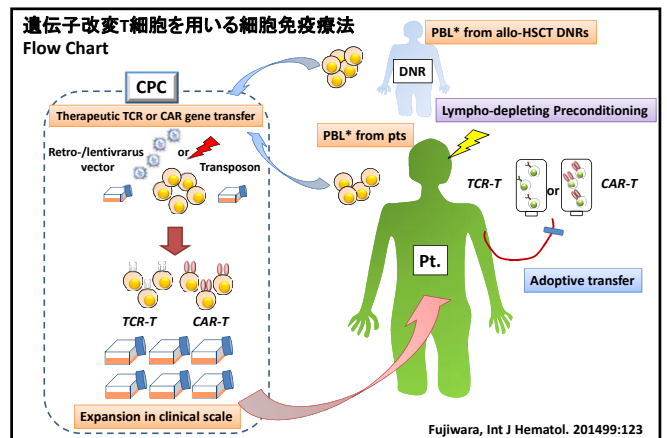 遺伝子改変T細胞を用いる細胞免疫療法
Flow Chart
PBL* from allo-HSCT DNRs
DNR
CPC
Therapeutic TCR or CAR gene transfer
Lympho-depleting Preconditioning
PBL* from pts
Retro-/lentivrarus
vector
or
Transposon
TCR-T
or
CAR-T
Pt.
Adoptive transfer
TCR-T
CAR-T
Expansion in clinical scale
Fujiwara, Int J Hematol. 201499:123